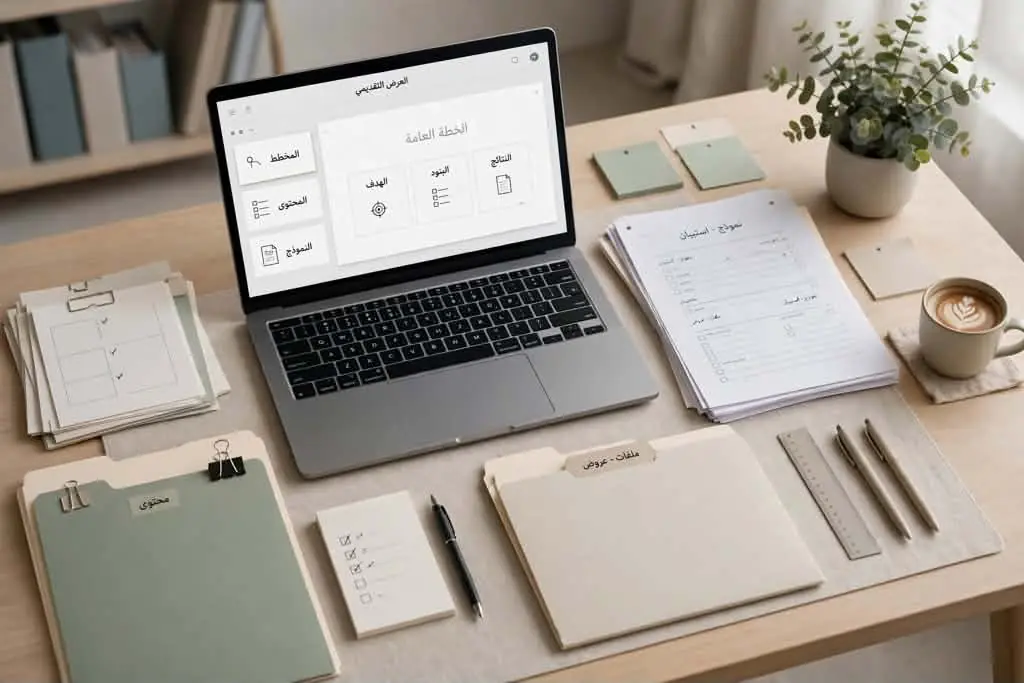 العرض التقديمي
الخطة العامة
المخطط
المحتوى
النموذج
الهدف
البنود
النتائج
نموذج - استبيان
ملفات - عروض
محتوى